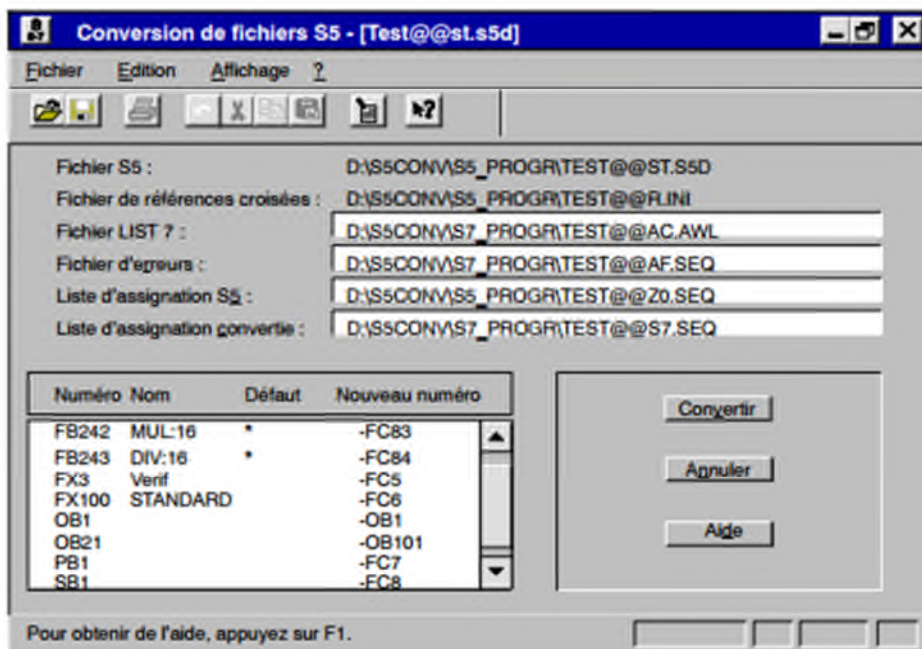 Conversion de fichiers S5 - [Test@@st.s5d]
Fichier Edition Affichage ?
Fichier S5 : D:\S5CONV\S5_PROGR\TEST@@ST.S5D
Fichier de références croisées : D:\S5CONV\S5_PROGR\TEST@@R.INI
Fichier LIST 7 : D:\S5CONV\S7_PROGR\TEST@@AC.AWL
Fichier d'erreurs : D:\S5CONV\S7_PROGR\TEST@@AF.SEQ
Liste d'assignation S5 : D:\S5CONV\S5_PROGR\TEST@@Z0.SEQ
Liste d'assignation convertie : D:\S5CONV\S7_PROGR\TEST@@S7.SEQ
Numéro Nom Défaut Nouveau numéro
FB242 MUL:16 * -FC83
FB243 DIV:16 * -FC84
FX3 Verif -FC5
FX100 STANDARD -FC6
OB1 -OB1
OB21 -OB101
PB1 -FC7
SB1 -FC8
Convertir
Annuler
Aide
Pour obtenir de l'aide, appuyez sur F1.